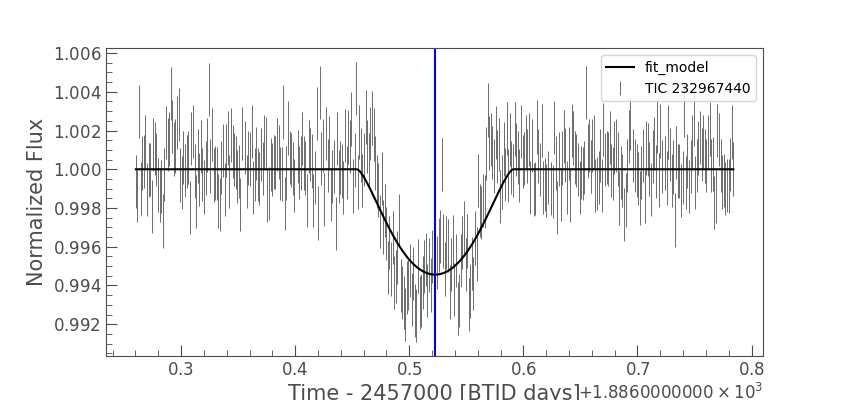 1.006
1.004
1.002
1.000
0.998
0.996
0.994
0.992
Normalized Flux
fit_model
TIC 232967440
0.3 0.4 0.5 0.6 0.7 0.8
Time - 2457000 [BTJD days]
+1.8860000000 × 10³